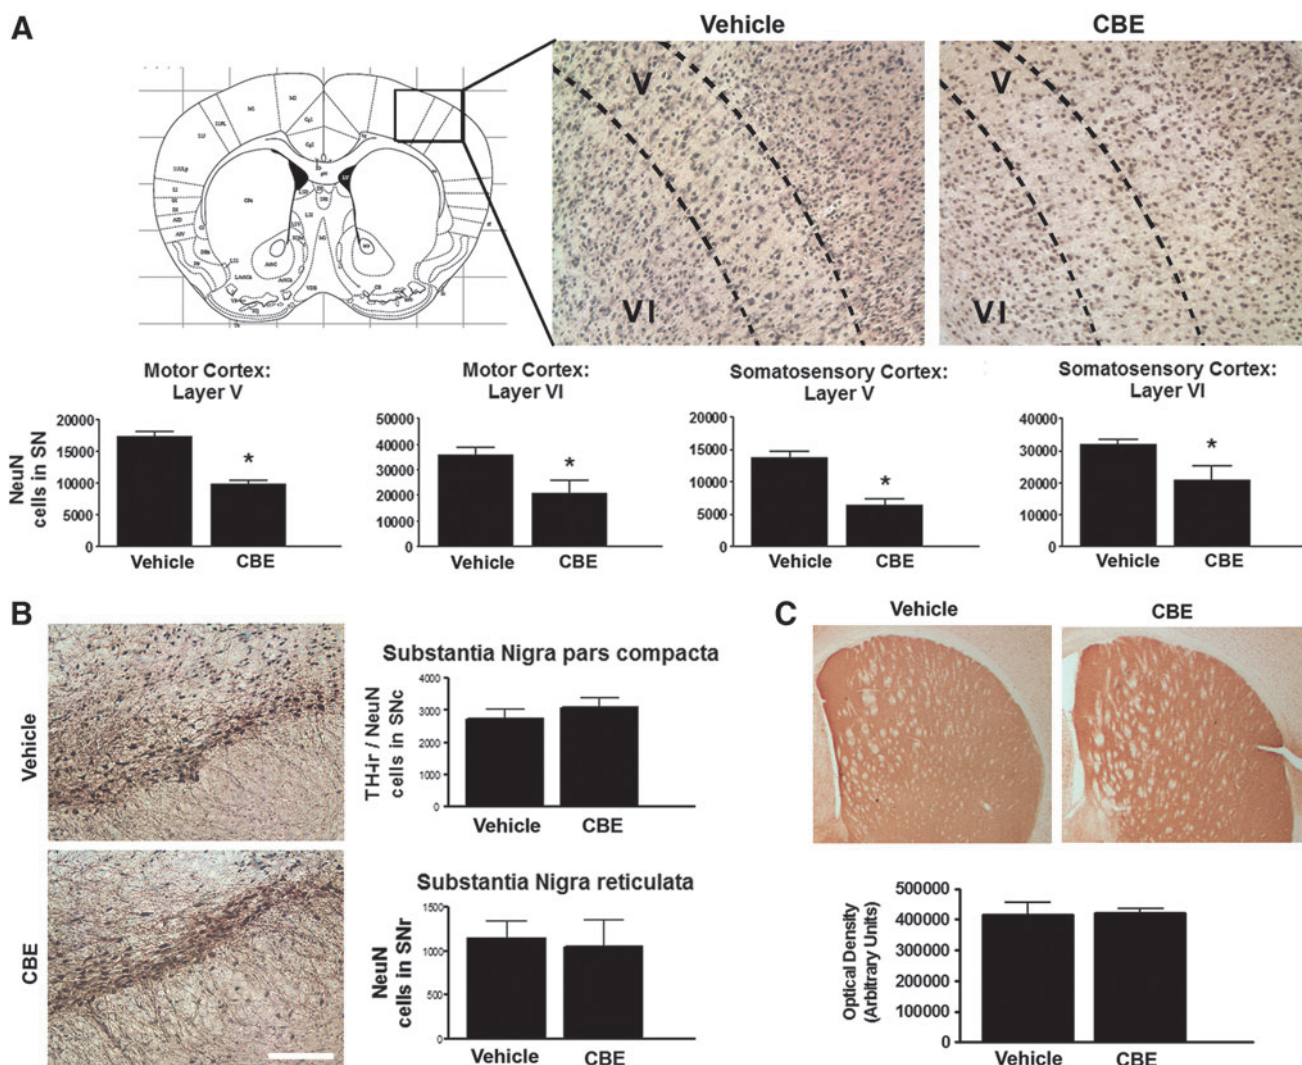 A
Vehicle
CBE
V
VI
V
VI
Motor Cortex:
Layer V
NeuN
cells in SN
20000
15000
10000
5000
0
*
Vehicle
CBE
Motor Cortex:
Layer VI
50000
40000
30000
20000
10000
0
*
Vehicle
CBE
Somatosensory Cortex:
Layer V
20000
15000
10000
5000
0
*
Vehicle
CBE
Somatosensory Cortex:
Layer VI
40000
30000
20000
10000
0
*
Vehicle
CBE
B
Vehicle
CBE
Substantia Nigra pars compacta
TH-ir / NeuN
cells in SNc
4000
3000
2000
1000
0
Vehicle
CBE
Substantia Nigra reticulata
NeuN
cells in SNr
1500
1000
500
0
Vehicle
CBE
C
Vehicle
CBE
Optical Density
(Arbitrary Units)
500000
400000
300000
200000
100000
0
Vehicle
CBE